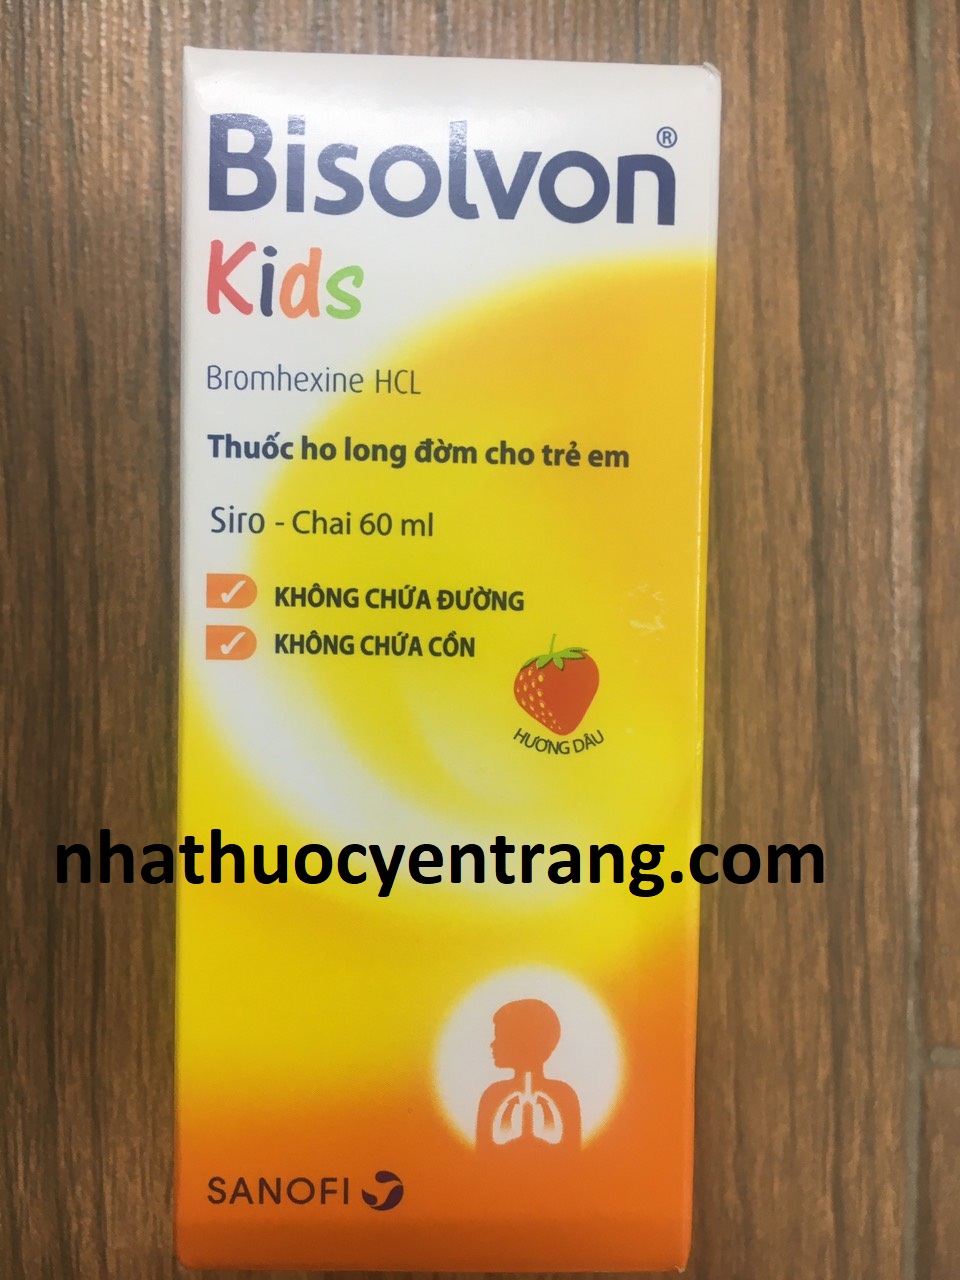 Bisolvon®
Kids
Bromhexine HCL
Thuốc ho long đờm cho trẻ em
Siro - Chai 60 ml
KHÔNG CHỨA ĐƯỜNG
KHÔNG CHỨA CỒN
HƯƠNG DÂU
nhathuocyentrang.com
SANOFI